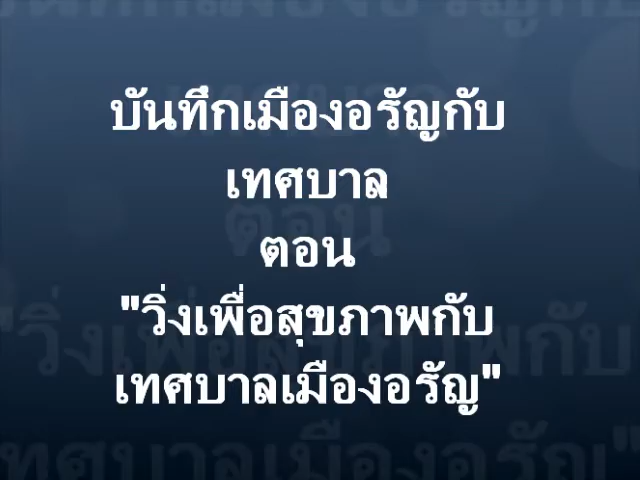 บันทึกเมืองอรัญกับ
เทศบาล
ตอน
"วิ่งเพื่อสุขภาพกับ
เทศบาลเมืองอรัญ"